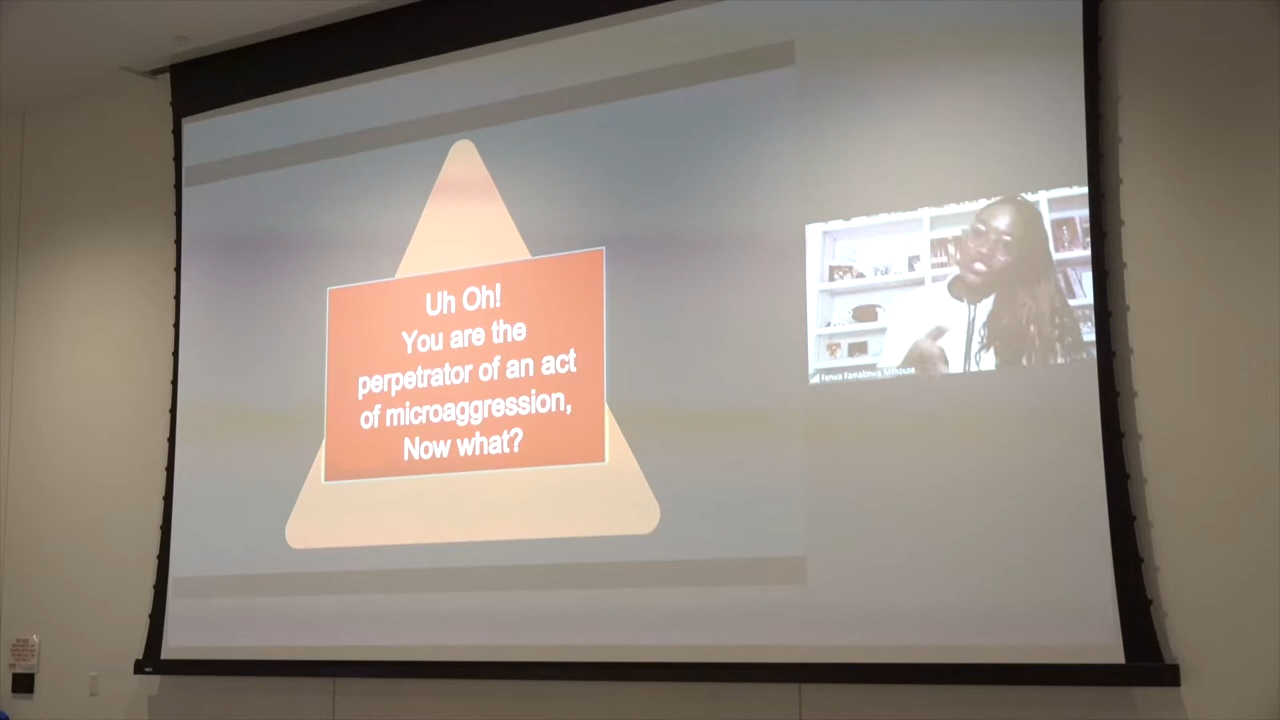 Uh Oh!
You are the
perpetrator of an act
of microaggression,
Now what?